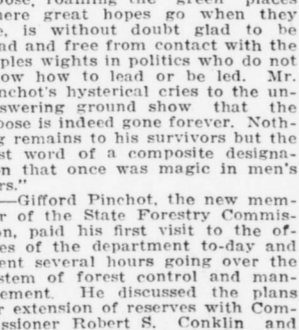 pose, roaming the green places
here great hopes go when they
e, is without doubt glad to be
ad and free from contact with the
ples wights in politics who do not
ow how to lead or be led. Mr.
nchot's hysterical cries to the un-
swering ground show that the
oose is indeed gone forever. Noth-
g remains to his survivors but the
st word of a composite designa-
n that once was magic in men's
rs."
—Gifford Pinchot, the new mem-
r of the State Forestry Commis-
on, paid his first visit to the of-
es of the department to-day and
ent several hours going over the
stem of forest control and man-
ement. He discussed the plans
r extension of reserves with Com-
ssioner Robert S. Conklin and